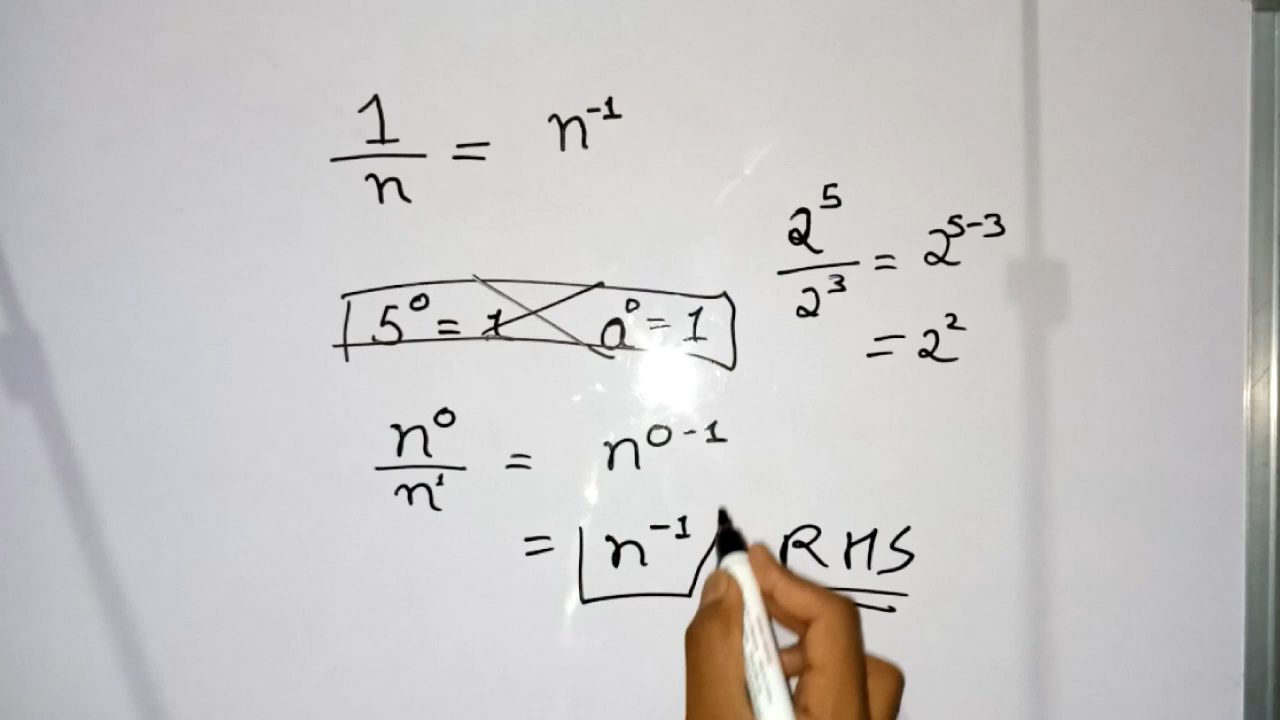 1/n = n⁻¹
2⁵/2³ = 2⁵⁻³
= 2²
5⁰ = 1 a⁰ = 1
n⁰/n¹ = n⁰⁻¹
= n⁻¹ RHS